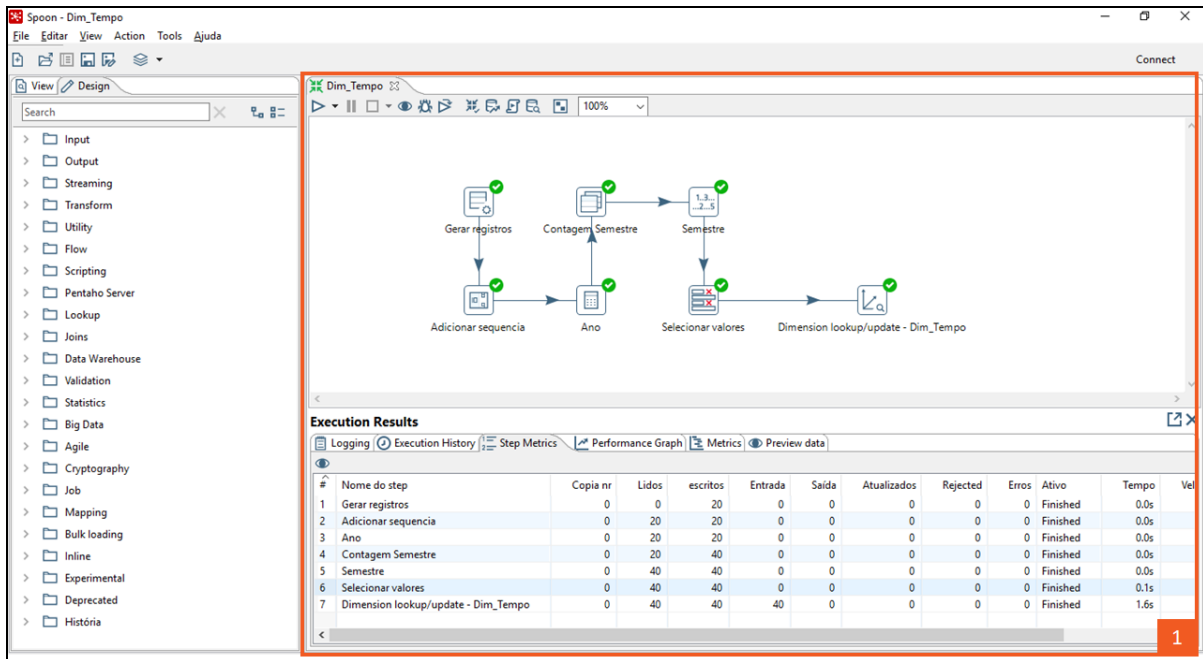 Spoon - Dim_Tempo
File Editar View Action Tools Ajuda
Connect
View Design
Search
Input
Output
Streaming
Transform
Utility
Flow
Scripting
Pentaho Server
Lookup
Joins
Data Warehouse
Validation
Statistics
Big Data
Agile
Cryptography
Job
Mapping
Bulk loading
Inline
Experimental
Deprecated
História
Dim_Tempo
100%
1..3...
...2...5
Gerar registros Contagem Semestre Semestre
Adicionar sequencia Ano Selecionar valores Dimension lookup/update - Dim_Tempo
Execution Results
Logging Execution History Step Metrics Performance Graph Metrics Preview data
# Nome do step Copia nr Lidos escritos Entrada Saída Atualizados Rejected Erros Ativo Tempo Vel
1 Gerar registros 0 0 20 0 0 0 0 0 Finished 0.0s
2 Adicionar sequencia 0 20 20 0 0 0 0 0 Finished 0.0s
3 Ano 0 20 20 0 0 0 0 0 Finished 0.0s
4 Contagem Semestre 0 20 40 0 0 0 0 0 Finished 0.0s
5 Semestre 0 40 40 0 0 0 0 0 Finished 0.0s
6 Selecionar valores 0 40 40 0 0 0 0 0 Finished 0.1s
7 Dimension lookup/update - Dim_Tempo 0 40 40 40 0 0 0 0 Finished 1.6s
1